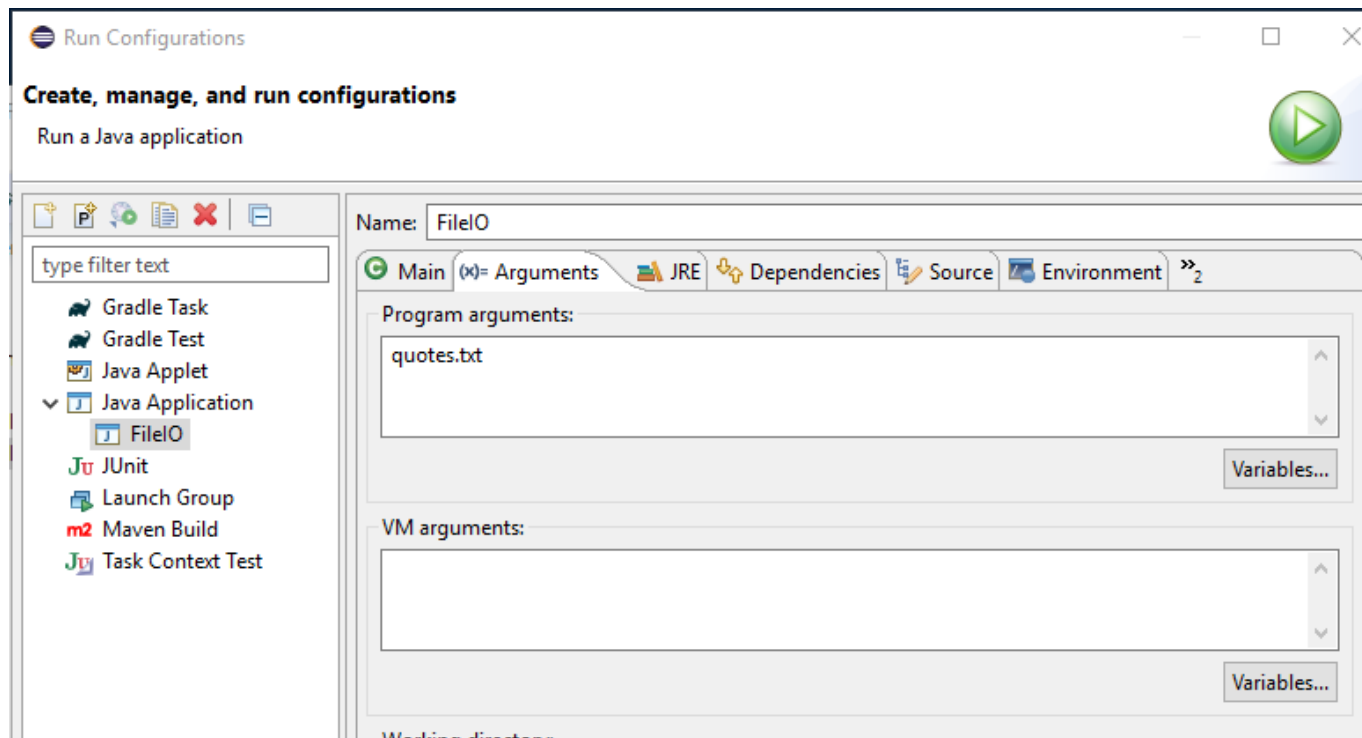 Run Configurations
Create, manage, and run configurations
Run a Java application
type filter text
Gradle Task
Gradle Test
Java Applet
Java Application
FileIO
JUnit
Launch Group
m2 Maven Build
Task Context Test
Name: FileIO
Main (x)= Arguments JRE Dependencies Source Environment »2
Program arguments:
quotes.txt
Variables...
VM arguments:
Variables...
Working directory: